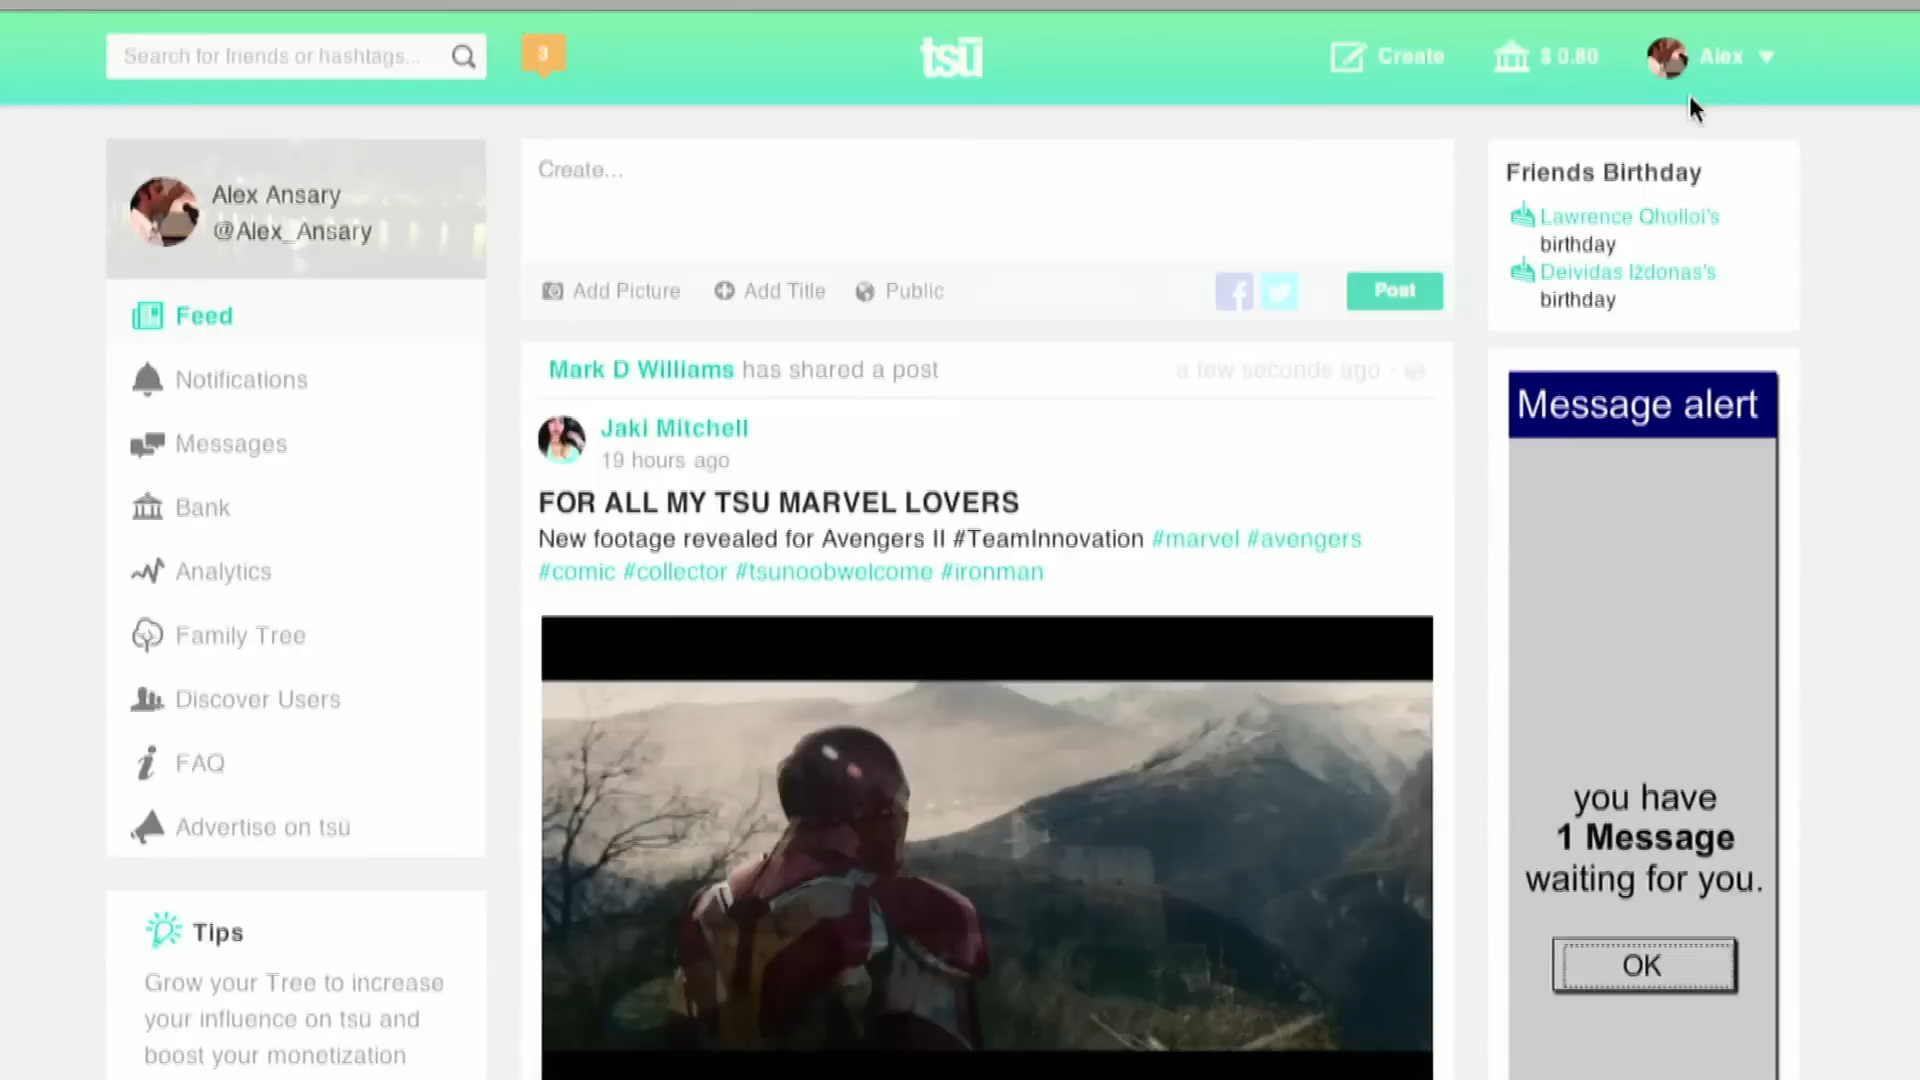 Search for friends or hashtags...
3
tsū
Create
$ 0.80
Alex
Alex Ansary
@Alex_Ansary
Feed
Notifications
Messages
Bank
Analytics
Family Tree
Discover Users
FAQ
Advertise on tsū
Tips
Grow your Tree to increase
your influence on tsu and
boost your monetization
Create...
Add Picture
Add Title
Public
Post
Mark D Williams has shared a post
a few seconds ago -
Jaki Mitchell
19 hours ago
FOR ALL MY TSU MARVEL LOVERS
New footage revealed for Avengers II #TeamInnovation #marvel #avengers
#comic #collector #tsunoobwelcome #ironman
Friends Birthday
Lawrence Qholloi's
birthday
Deividas Iždonas's
birthday
Message alert
you have
1 Message
waiting for you.
OK